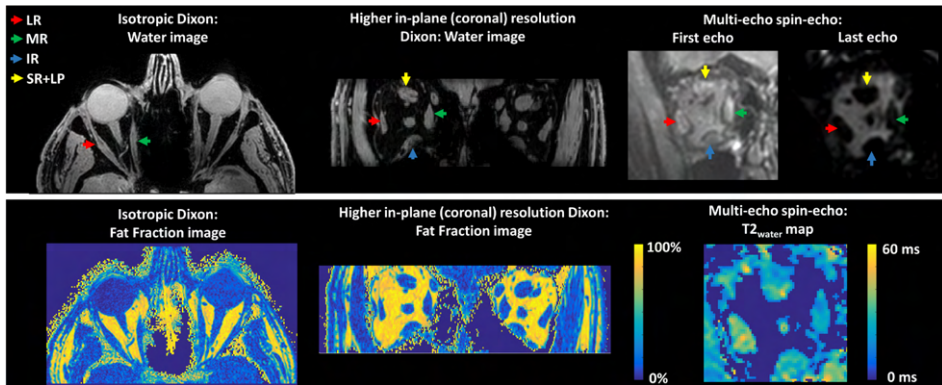 LR
MR
IR
SR+LP
Isotropic Dixon:
Water image
Higher in-plane (coronal) resolution
Dixon: Water image
Multi-echo spin-echo:
First echo
Last echo
Isotropic Dixon:
Fat Fraction image
Higher in-plane (coronal) resolution Dixon:
Fat Fraction image
Multi-echo spin-echo:
T2water map
100%
0%
60 ms
0 ms